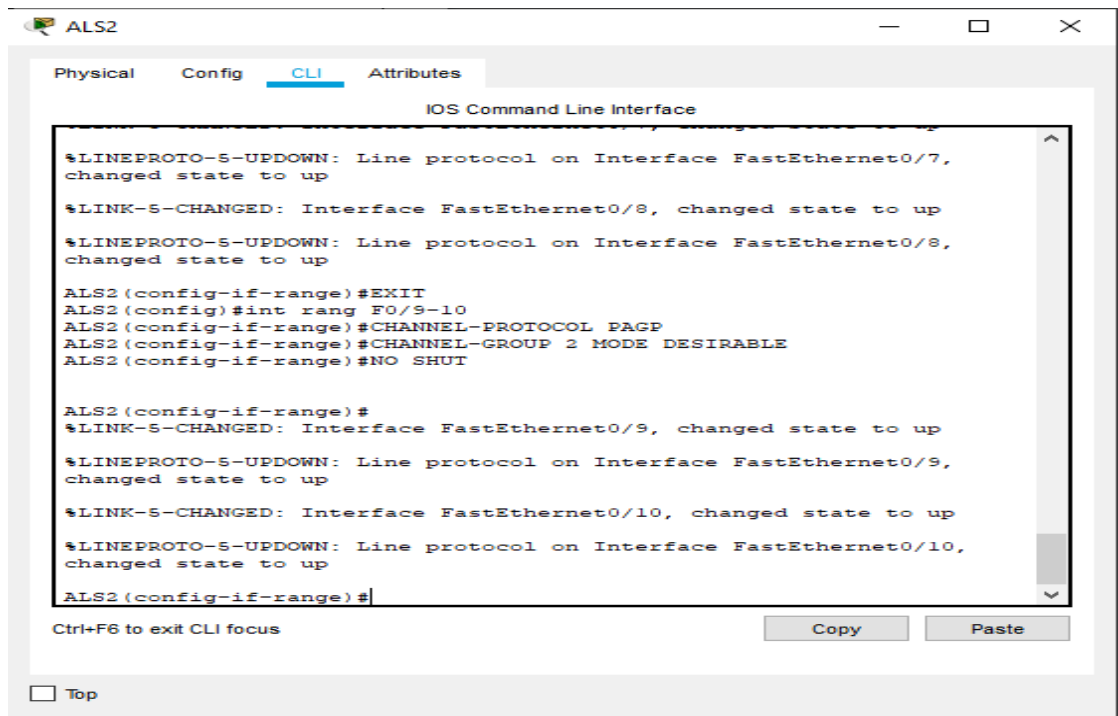 ALS2
Physical Config CLI Attributes
IOS Command Line Interface
%LINEPROTO-5-UPDOWN: Line protocol on Interface FastEthernet0/7,
changed state to up
%LINK-5-CHANGED: Interface FastEthernet0/8, changed state to up
%LINEPROTO-5-UPDOWN: Line protocol on Interface FastEthernet0/8,
changed state to up
ALS2(config-if-range)#EXIT
ALS2(config)#int rang F0/9-10
ALS2(config-if-range)#CHANNEL-PROTOCOL PAGP
ALS2(config-if-range)#CHANNEL-GROUP 2 MODE DESIRABLE
ALS2(config-if-range)#NO SHUT
ALS2(config-if-range)#
%LINK-5-CHANGED: Interface FastEthernet0/9, changed state to up
%LINEPROTO-5-UPDOWN: Line protocol on Interface FastEthernet0/9,
changed state to up
%LINK-5-CHANGED: Interface FastEthernet0/10, changed state to up
%LINEPROTO-5-UPDOWN: Line protocol on Interface FastEthernet0/10,
changed state to up
ALS2(config-if-range)#
Ctrl+F6 to exit CLI focus
Copy Paste
Top